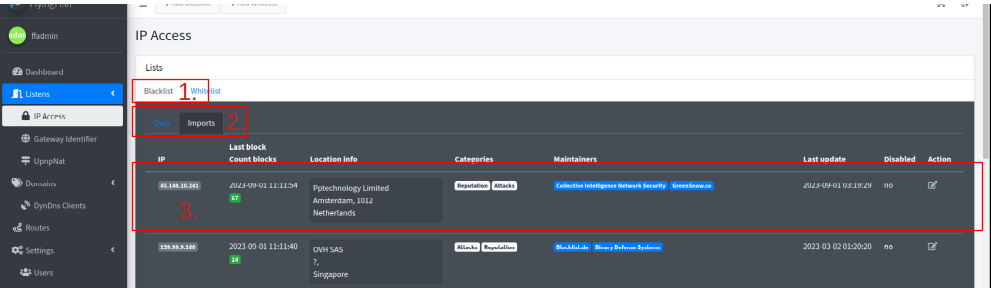 FlyingFish
+ Add Blacklist + Add Whitelist
ffadmin
IP Access
Dashboard
Lists
Listens
Blacklist 1. Whitelist
IP Access
Own Imports 2.
Gateway Identifier
UpnpNat
IP Last block Count blocks Location info Categories Maintainers Last update Disabled Action
Domains
DynDns Clients
Routes
Settings
Users
45.148.10.241 2023-09-01 11:11:54 Pptechnology Limited Reputation Attacks Collective Intelligence Network Security GreenSnow.co 2023-09-01 03:19:29 no
67 Amsterdam, 1012
3. Netherlands
2023-09-01 11:11:40 OVH SAS Attacks Reputation Blocklist.de Binary Defense Systems 2023-03-02 01:20:20 no
14 ?,
Singapore